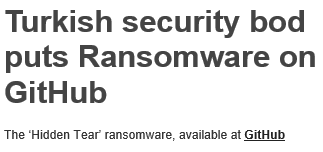 Turkish security bod
puts Ransomware on
GitHub
The ‘Hidden Tear’ ransomware, available at GitHub